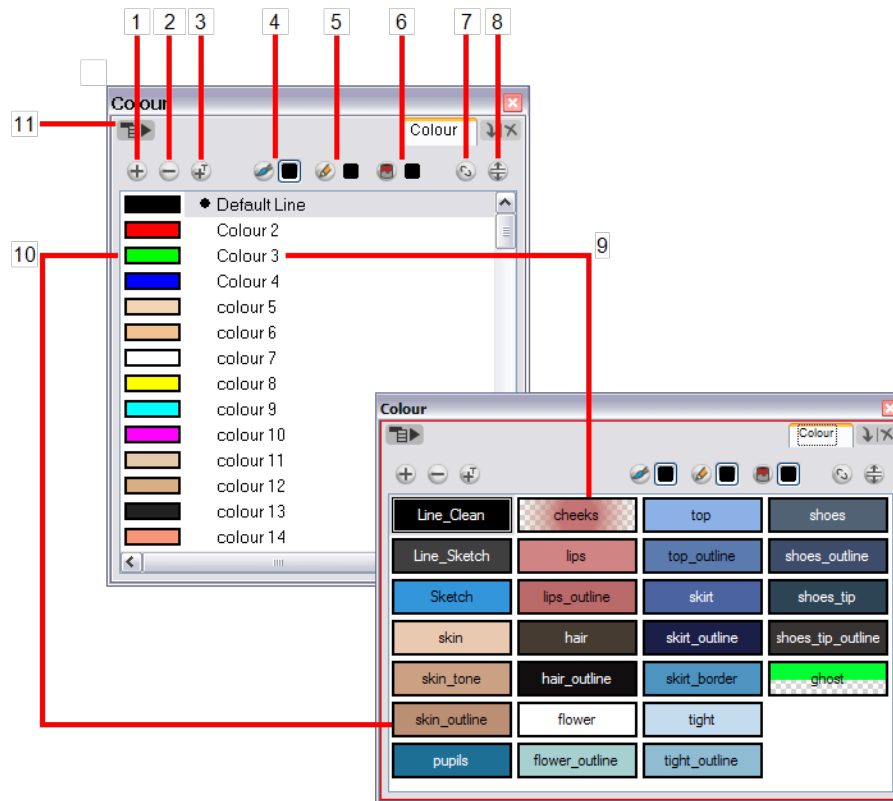 1 2 3 4 5 6 7 8
Colour
11
Colour
Default Line
Colour 2
9
10
Colour 3
Colour 4
colour 5
colour 6
colour 7
colour 8
colour 9
colour 10
colour 11
colour 12
colour 13
colour 14
Colour
Colour
Line_Clean cheeks top shoes
Line_Sketch lips top_outline shoes_outline
Sketch lips_outline skirt shoes_tip
skin hair skirt_outline shoes_tip_outline
skin_tone hair_outline skirt_border ghost
skin_outline flower tight
pupils flower_outline tight_outline